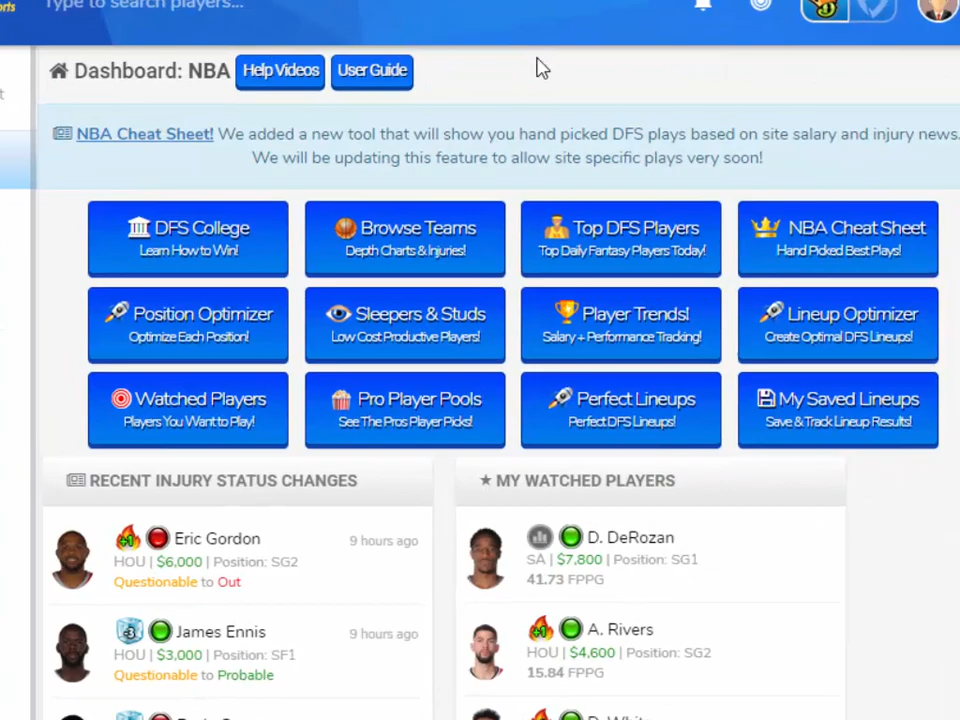 orts
Type to search players...
t
Dashboard: NBA Help Videos User Guide
NBA Cheat Sheet! We added a new tool that will show you hand picked DFS plays based on site salary and injury news.
We will be updating this feature to allow site specific plays very soon!
DFS College
Learn How to Win!
Browse Teams
Depth Charts & Injuries!
Top DFS Players
Top Daily Fantasy Players Today!
NBA Cheat Sheet
Hand Picked Best Plays!
Position Optimizer
Optimize Each Position!
Sleepers & Studs
Low Cost Productive Players!
Player Trends!
Salary + Performance Tracking!
Lineup Optimizer
Create Optimal DFS Lineups!
Watched Players
Players You Want to Play!
Pro Player Pools
See The Pros Player Picks!
Perfect Lineups
Perfect DFS Lineups!
My Saved Lineups
Save & Track Lineup Results!
RECENT INJURY STATUS CHANGES
+1 Eric Gordon 9 hours ago
HOU | $6,000 | Position: SG2
Questionable to Out
-3 James Ennis 9 hours ago
HOU | $3,000 | Position: SF1
Questionable to Probable
MY WATCHED PLAYERS
D. DeRozan
SA | $7,800 | Position: SG1
41.73 FPPG
+1 A. Rivers
HOU | $4,600 | Position: SG2
15.84 FPPG
D. White